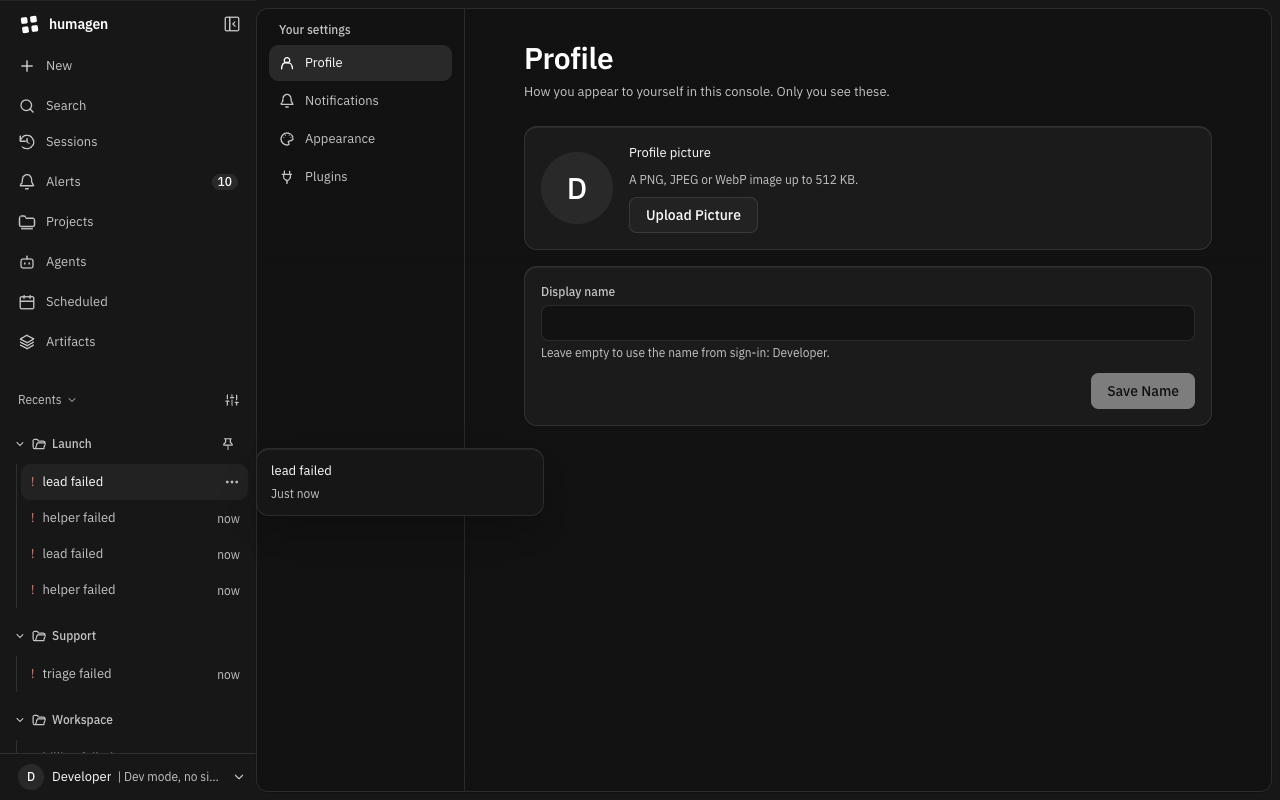 humagen
New
Search
Sessions
Alerts 10
Projects
Agents
Scheduled
Artifacts
Recents
Launch
! lead failed
! helper failed now
! lead failed now
! helper failed now
Support
! triage failed now
Workspace
D Developer | Dev mode, no si...
Your settings
Profile
Notifications
Appearance
Plugins
lead failed
Just now
Profile
How you appear to yourself in this console. Only you see these.
D
Profile picture
A PNG, JPEG or WebP image up to 512 KB.
Upload Picture
Display name
Leave empty to use the name from sign-in: Developer.
Save Name